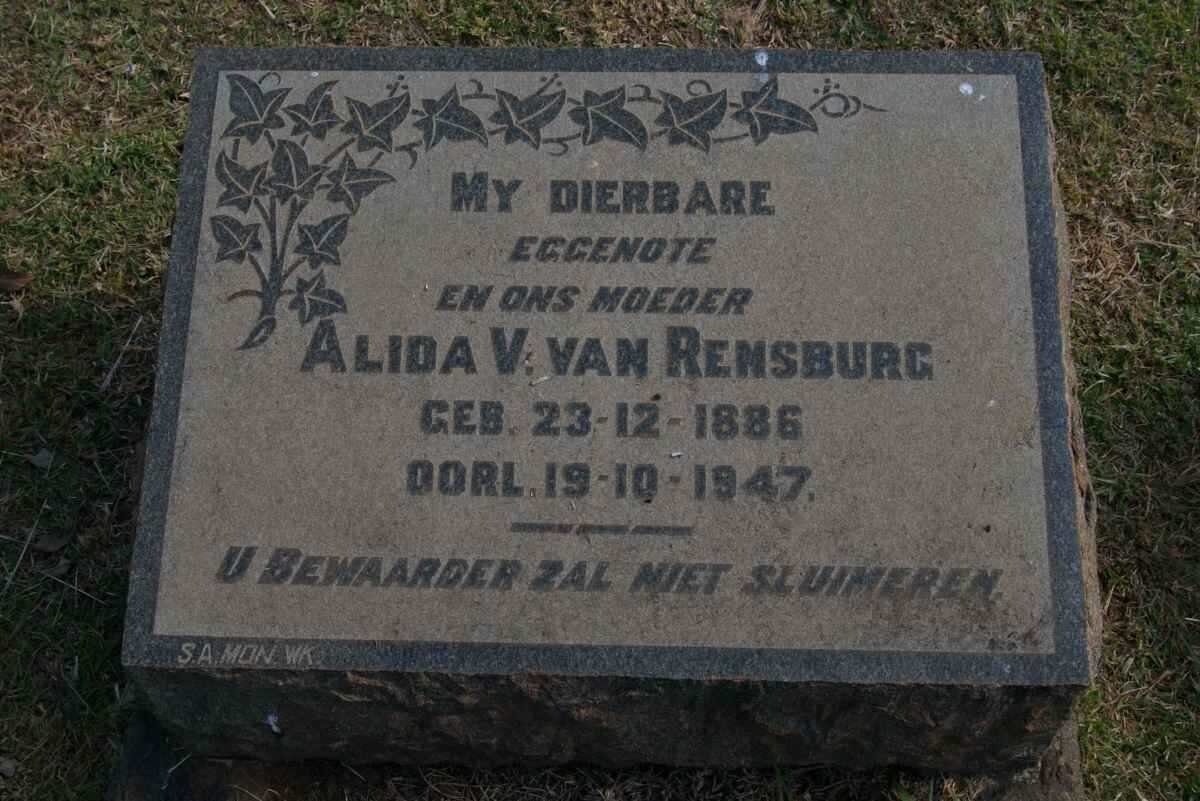 MY DIERBARE
EGGENOTE
EN ONS MOEDER
ALIDA V. VAN RENSBURG
GEB. 23-12-1886
OORL. 19-10-1947.
U BEWAARDER ZAL NIET SLUIMEREN.
S.A. MON. WK